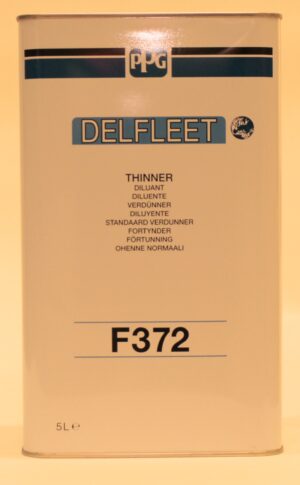 PPG
DELFLEET
THINNER
DILUANT
DILUENTE
VERDÜNNER
DILUYENTE
STANDAARD VERDUNNER
FORTYNDER
FÖRTUNNING
OHENNE NORMAALI
F372
5L℮